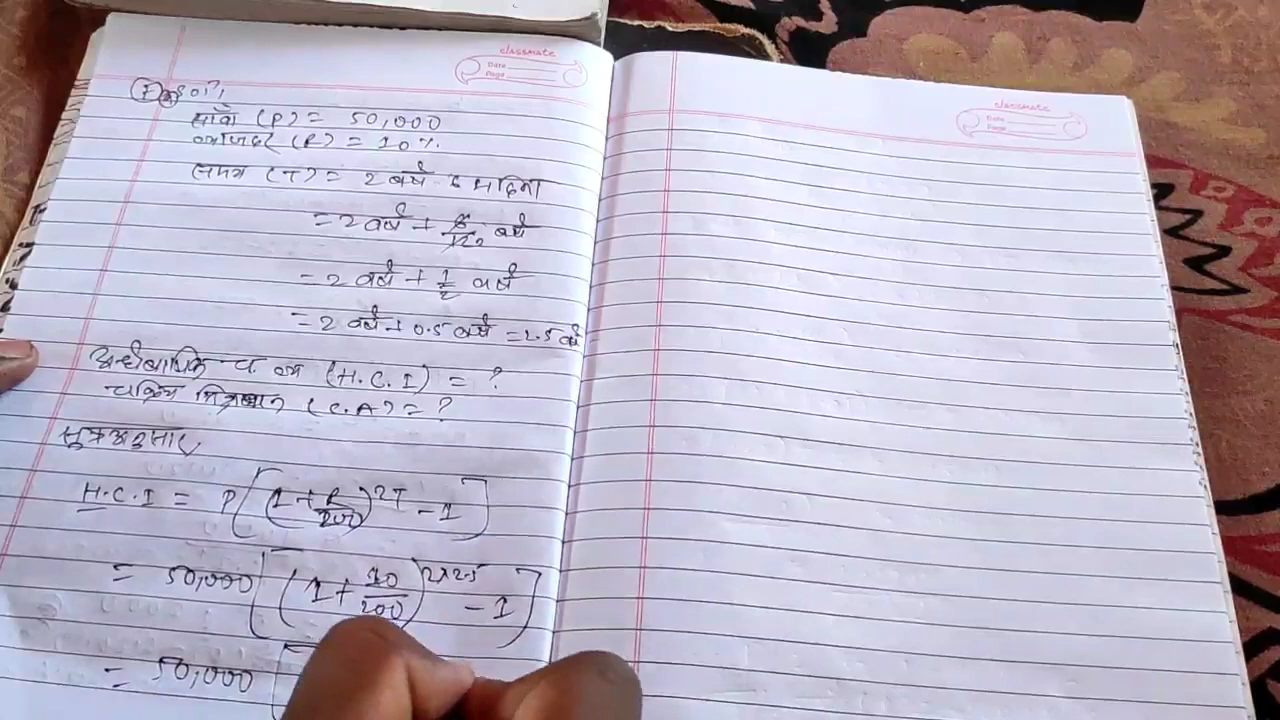 classmate
Date
Page
classmate
Date
Page
7 a solⁿ,
साँवा (P) = 50,000
ब्याजदर (R) = 10%
समय (T) = 2 वर्ष 6 महिना
= 2 वर्ष + 6/12 वर्ष
= 2 वर्ष + 1/2 वर्ष
= 2 वर्ष + 0.5 वर्ष = 2.5 वर्ष
अर्धवार्षिक च. ब्य (H.C.I) = ?
चक्रिय मिश्रधन (C.A) = ?
सूत्रअनुसार,
H.C.I = P[(1+R/200)^2T - 1]
= 50,000[(1+10/200)^2×2.5 - 1]
= 50,000[